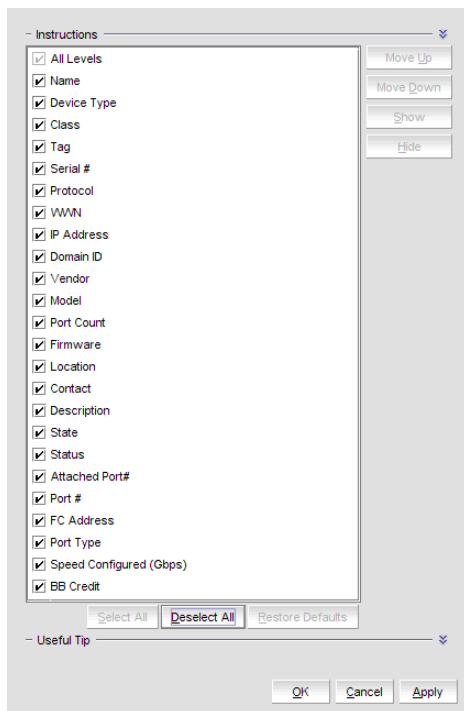 Instructions
All Levels
Name
Device Type
Class
Tag
Serial #
Protocol
WWN
IP Address
Domain ID
Vendor
Model
Port Count
Firmware
Location
Contact
Description
State
Status
Attached Port#
Port #
FC Address
Port Type
Speed Configured (Gbps)
BB Credit
Move Up
Move Down
Show
Hide
Select All Deselect All Restore Defaults
Useful Tip
OK Cancel Apply